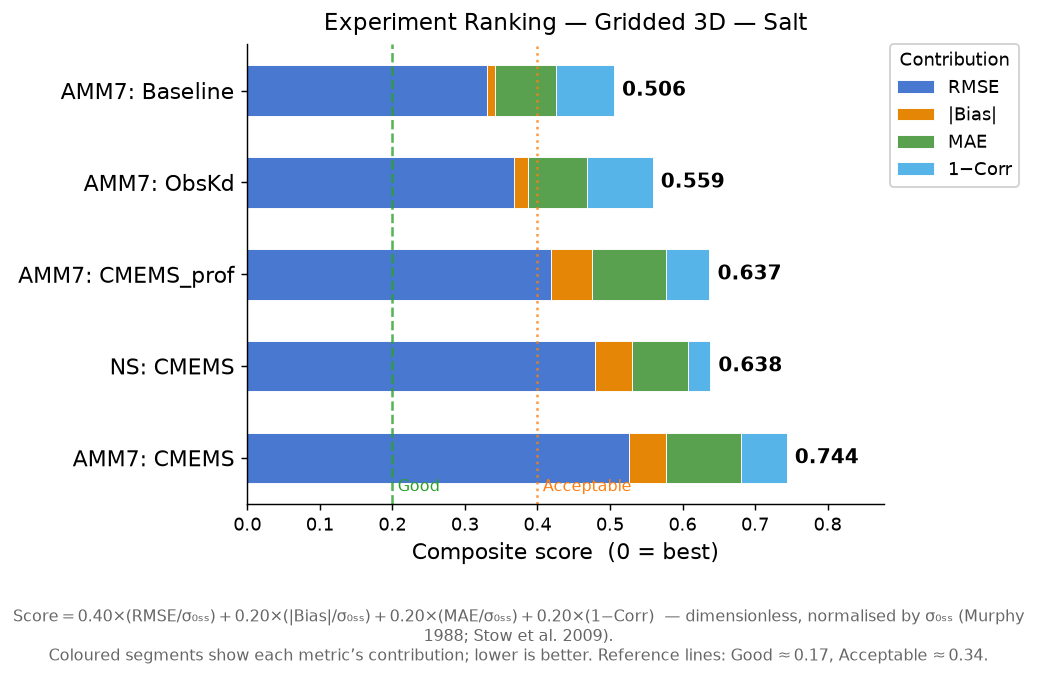 Experiment Ranking — Gridded 3D — Salt
Contribution
RMSE
|Bias|
MAE
1−Corr
AMM7: Baseline
0.506
AMM7: ObsKd
0.559
AMM7: CMEMS_prof
0.637
NS: CMEMS
0.638
AMM7: CMEMS
0.744
Good
Acceptable
0.0 0.1 0.2 0.3 0.4 0.5 0.6 0.7 0.8
Composite score (0 = best)
Score = 0.40×(RMSE/σ₀ₛₛ) + 0.20×(|Bias|/σ₀ₛₛ) + 0.20×(MAE/σ₀ₛₛ) + 0.20×(1−Corr) — dimensionless, normalised by σ₀ₛₛ (Murphy
1988; Stow et al. 2009).
Coloured segments show each metric’s contribution; lower is better. Reference lines: Good ≈ 0.17, Acceptable ≈ 0.34.